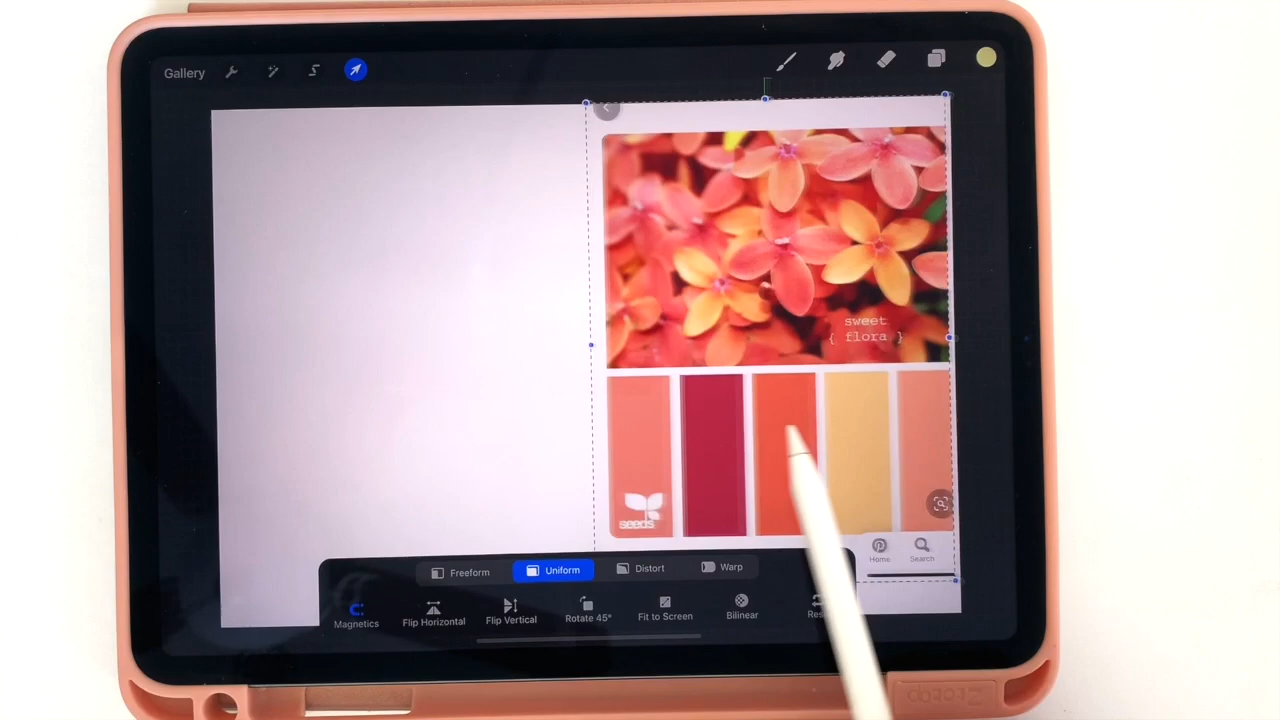 Gallery
sweet
{ flora }
seeds
Home
Search
Freeform
Uniform
Distort
Warp
Magnetics
Flip Horizontal
Flip Vertical
Rotate 45°
Fit to Screen
Bilinear